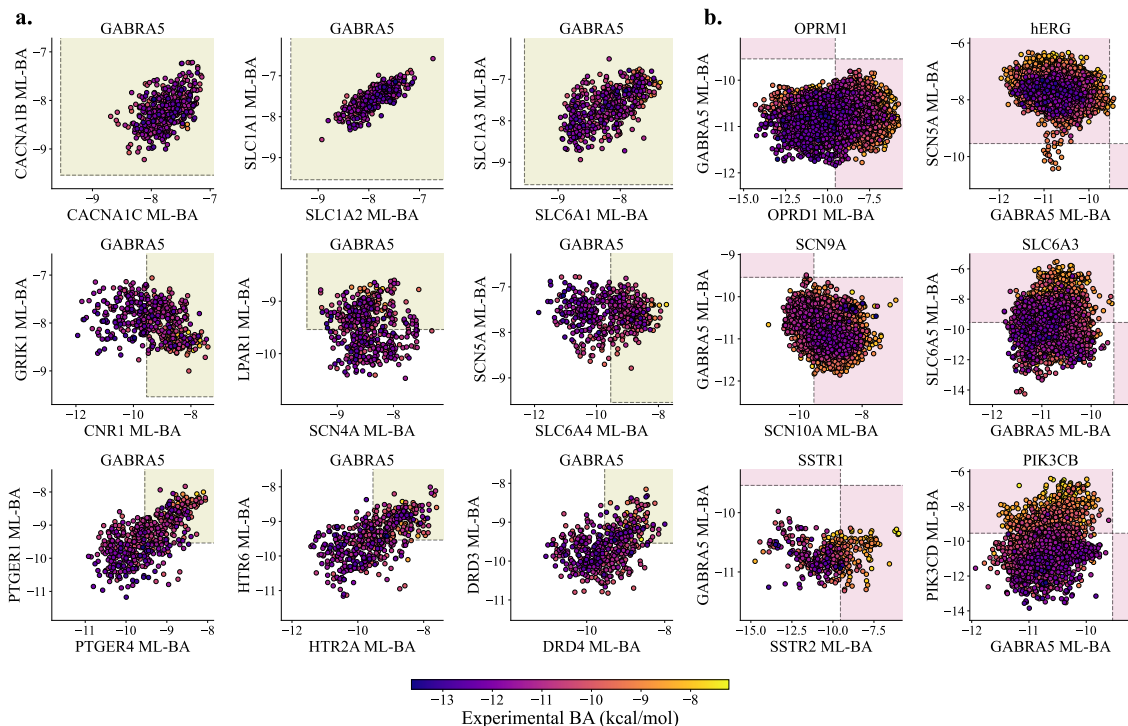 a.
b.
GABRA5
CACNA1B ML-BA
−7
−8
−9
−9
−8
−7
CACNA1C ML-BA
GABRA5
SLC1A1 ML-BA
−7
−8
−9
−9
−8
−7
SLC1A2 ML-BA
GABRA5
SLC1A3 ML-BA
−7
−8
−9
−9
−8
SLC6A1 ML-BA
OPRM1
GABRA5 ML-BA
−10
−11
−12
−15.0
−12.5
−10.0
−7.5
OPRD1 ML-BA
hERG
SCN5A ML-BA
−6
−8
−10
−12
−11
−10
GABRA5 ML-BA
GABRA5
GRIK1 ML-BA
−7
−8
−9
−12
−11
−10
−9
−8
CNR1 ML-BA
GABRA5
LPAR1 ML-BA
−9
−10
−9
−8
−7
SCN4A ML-BA
GABRA5
SCN5A ML-BA
−7
−8
−9
−12
−11
−10
−9
−8
SLC6A4 ML-BA
SCN9A
GABRA5 ML-BA
−9
−10
−11
−12
−10
−8
SCN10A ML-BA
SLC6A3
SLC6A5 ML-BA
−6
−8
−10
−12
−14
−12
−11
−10
GABRA5 ML-BA
GABRA5
PTGER1 ML-BA
−8
−9
−10
−11
−11
−10
−9
−8
PTGER4 ML-BA
GABRA5
HTR6 ML-BA
−8
−9
−10
−11
−12
−10
−8
HTR2A ML-BA
GABRA5
DRD3 ML-BA
−8
−9
−10
−11
−10
−8
DRD4 ML-BA
SSTR1
GABRA5 ML-BA
−10
−11
−15.0
−12.5
−10.0
−7.5
SSTR2 ML-BA
PIK3CB
PIK3CD ML-BA
−6
−8
−10
−12
−14
−12
−11
−10
GABRA5 ML-BA
−13
−12
−11
−10
−9
−8
Experimental BA (kcal/mol)